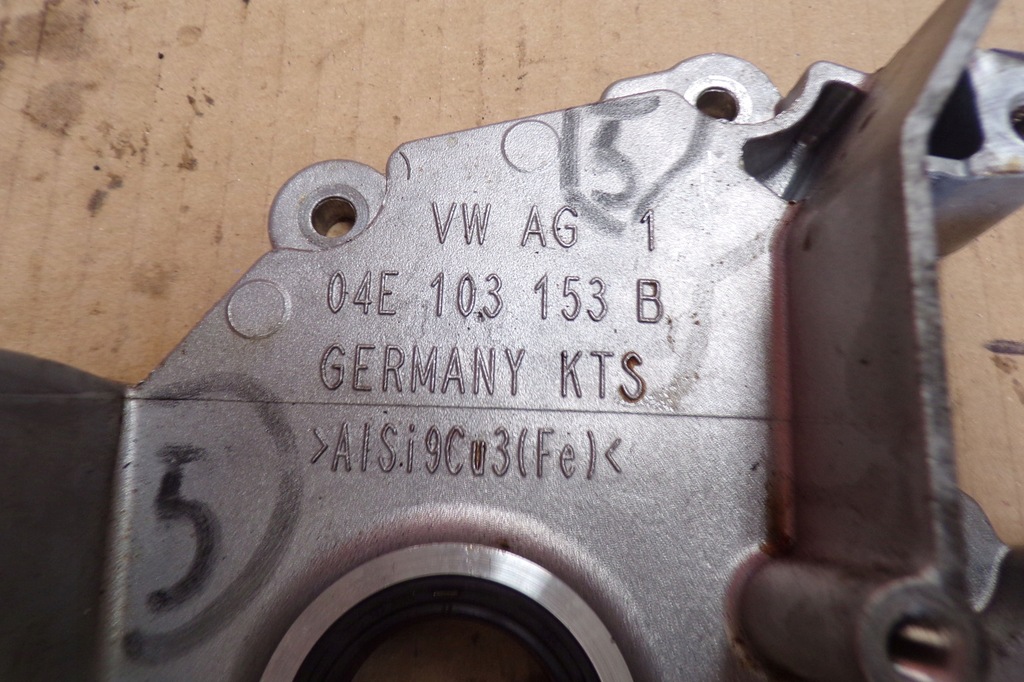 15
VW AG 1
04E 103 153 B
GERMANY KTS
>AlSi9Cu3(Fe)<
5